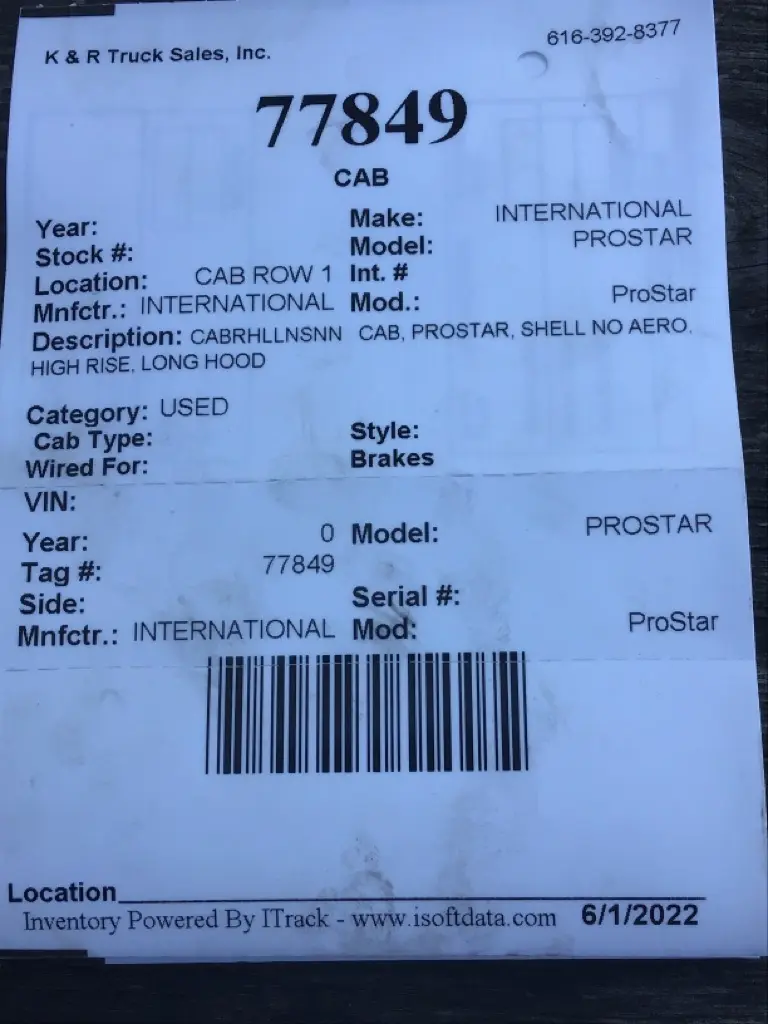 K & R Truck Sales, Inc. 616-392-8377
77849
CAB
Year: Make: INTERNATIONAL
Stock #: Model: PROSTAR
Location: CAB ROW 1 Int. #
Mnfctr.: INTERNATIONAL Mod.: ProStar
Description: CABRHLLNSNN CAB, PROSTAR, SHELL NO AERO,
HIGH RISE, LONG HOOD
Category: USED
Cab Type: Style:
Wired For: Brakes
VIN:
Year: 0 Model: PROSTAR
Tag #: 77849
Side: Serial #:
Mnfctr.: INTERNATIONAL Mod: ProStar
Location
Inventory Powered By ITrack - www.isoftdata.com 6/1/2022